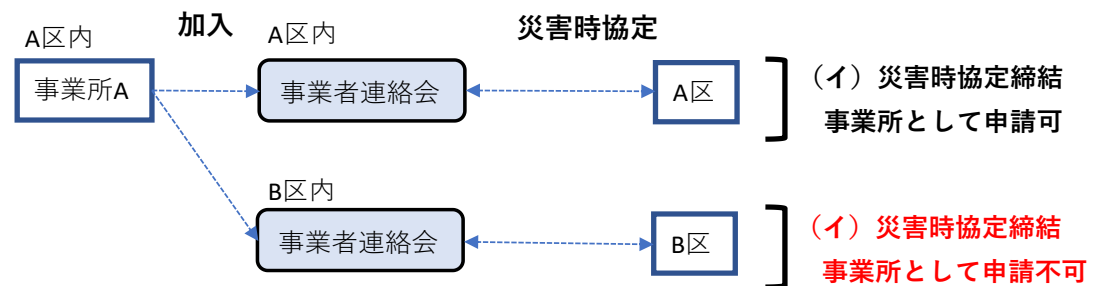 加入
災害時協定
A区内
A区内
事業所A
事業者連絡会
A区
（イ）災害時協定締結
事業所として申請可
B区内
事業者連絡会
B区
（イ）災害時協定締結
事業所として申請不可